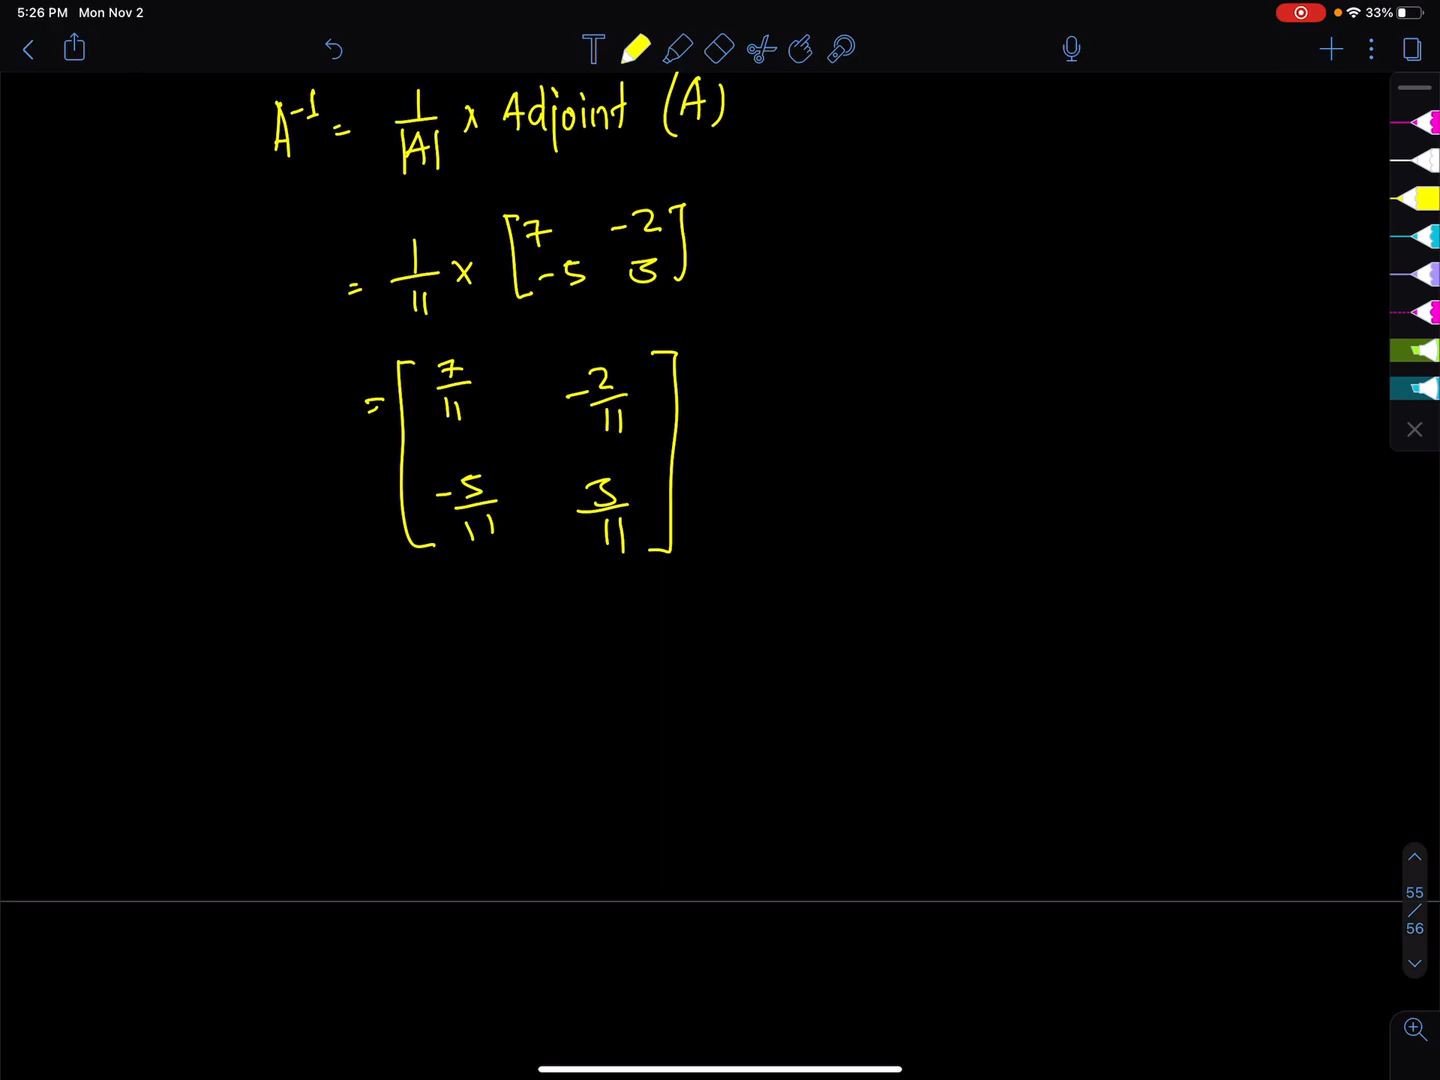 5:26 PM Mon Nov 2
33%
T
A⁻¹ = 1/|A| x Adjoint (A)
= 1/11 x [7 -2
-5 3]
= [7/11 -2/11
-5/11 3/11]
55
/
56